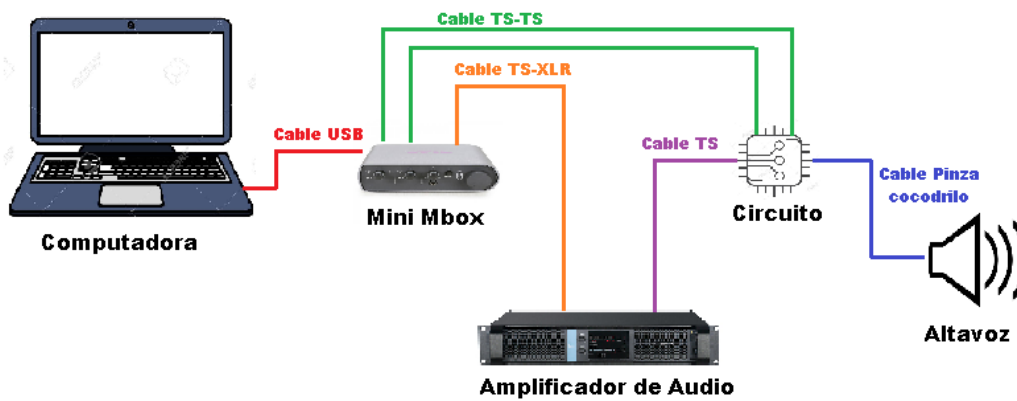 Cable TS-TS
Cable TS-XLR
Cable USB
Cable TS
Cable Pinza
cocodrilo
Mini Mbox
Circuito
Computadora
Altavoz
Amplificador de Audio